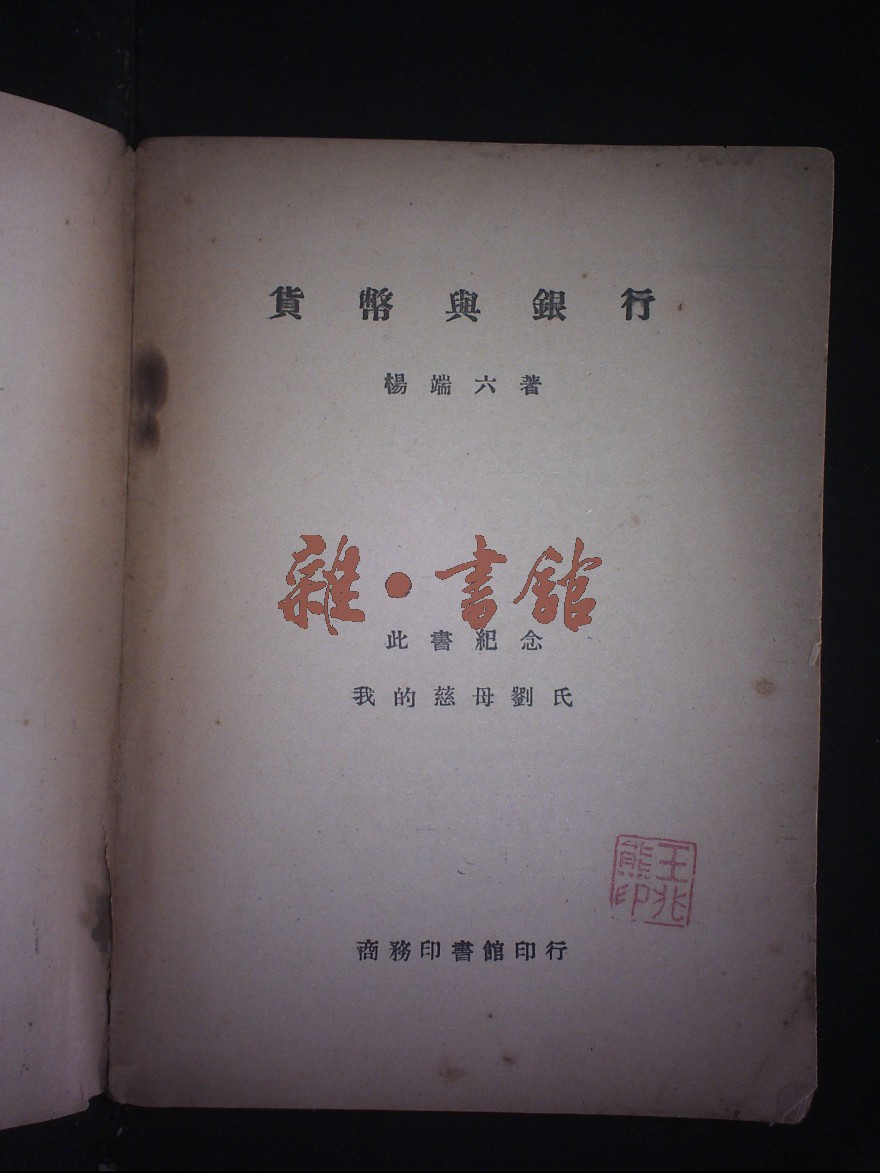 貨幣與銀行
楊端六著
雜·書館
此書紀念
我的慈母劉氏
王兆熊印
商務印書館印行